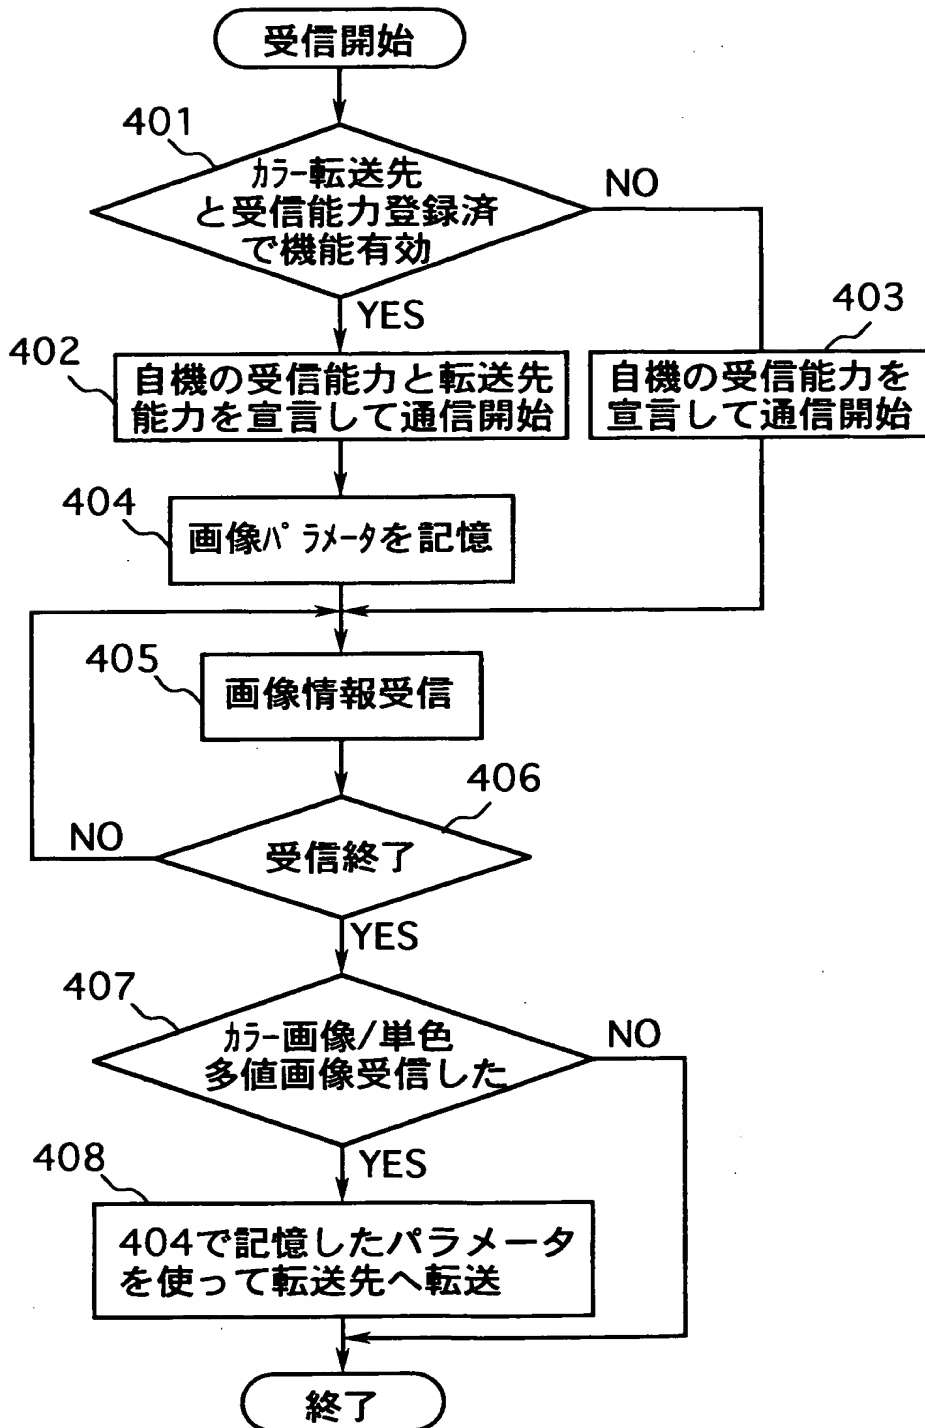 受信開始
401
ｶﾗｰ転送先
と受信能力登録済
で機能有効
NO
YES
402
自機の受信能力と転送先
能力を宣言して通信開始
403
自機の受信能力を
宣言して通信開始
404
画像ﾊﾟﾗﾒｰﾀを記憶
405
画像情報受信
406
受信終了
NO
YES
407
ｶﾗｰ画像/単色
多値画像受信した
NO
YES
408
404で記憶したパラメータ
を使って転送先へ転送
終了